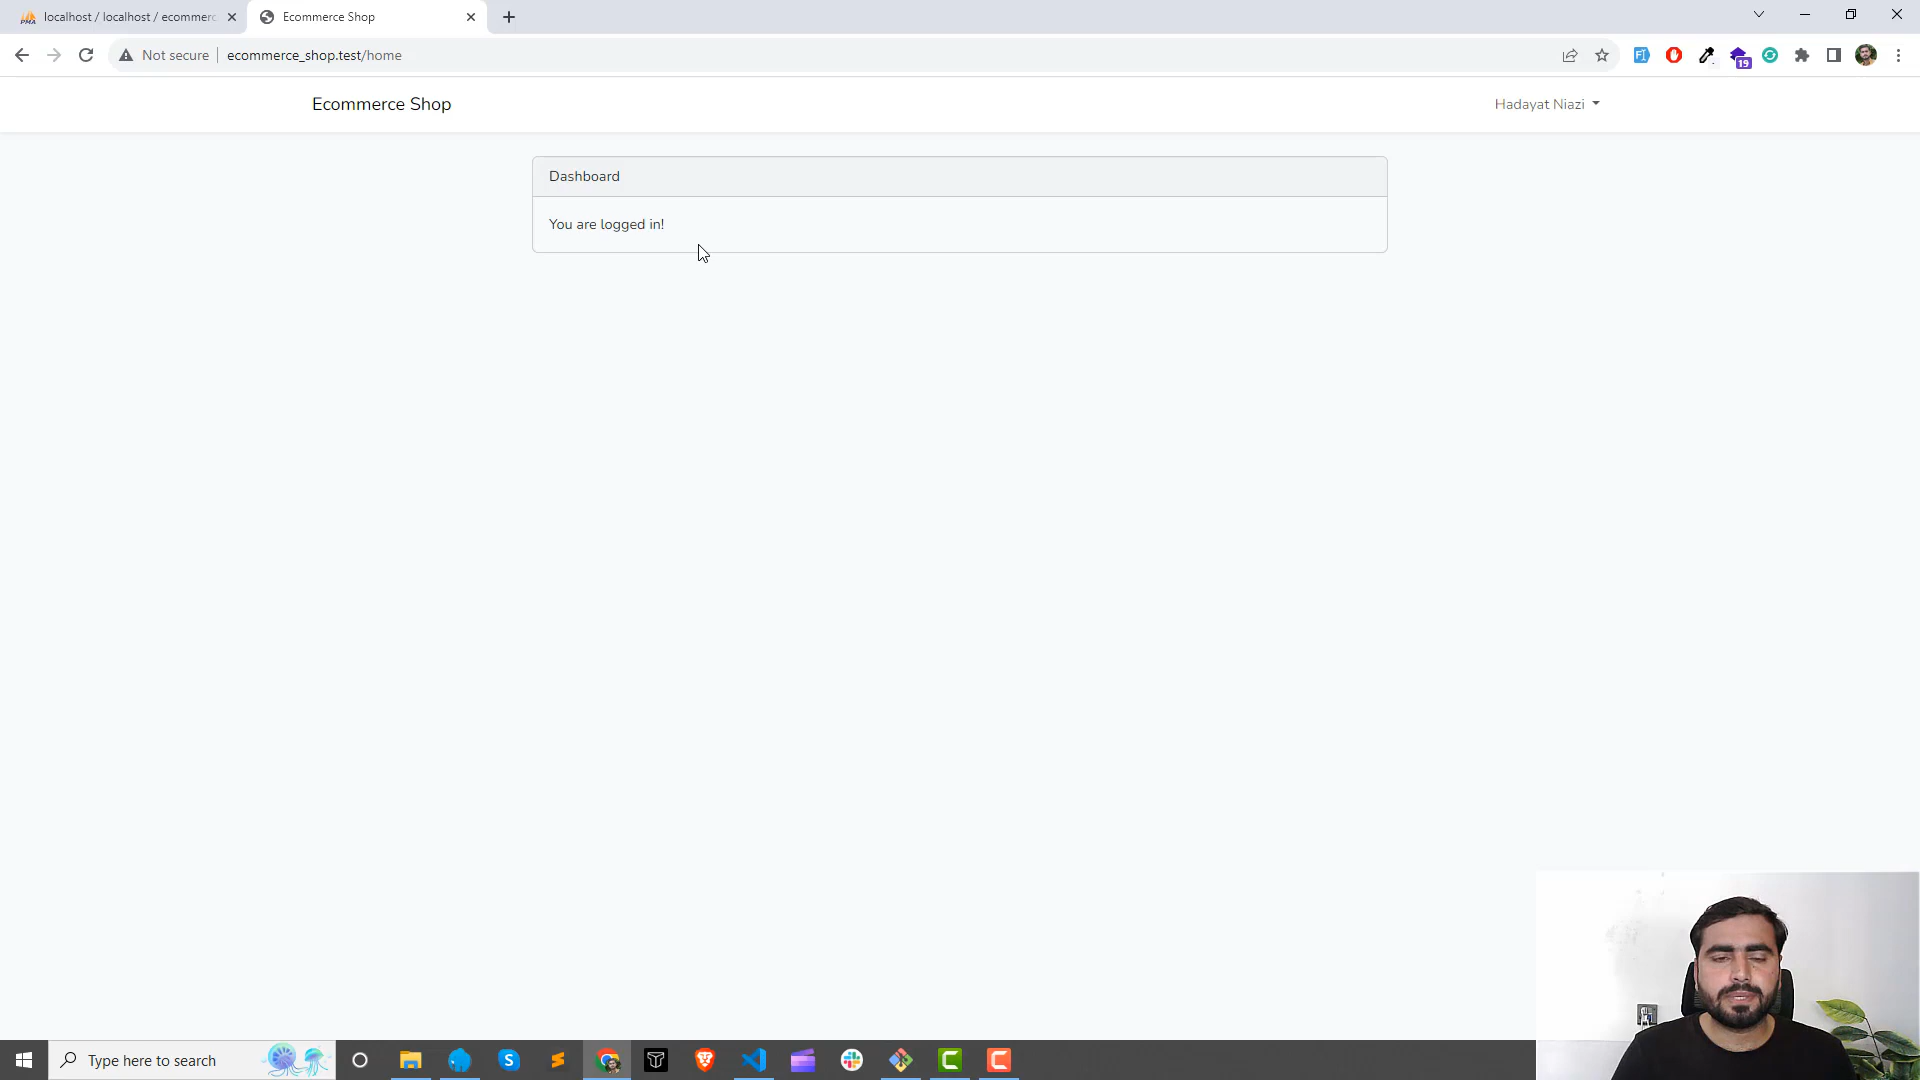 localhost / localhost / ecommerc
Ecommerce Shop
Not secure
ecommerce_shop.test/home
19
Ecommerce Shop
Hadayat Niazi
Dashboard
You are logged in!
Type here to search